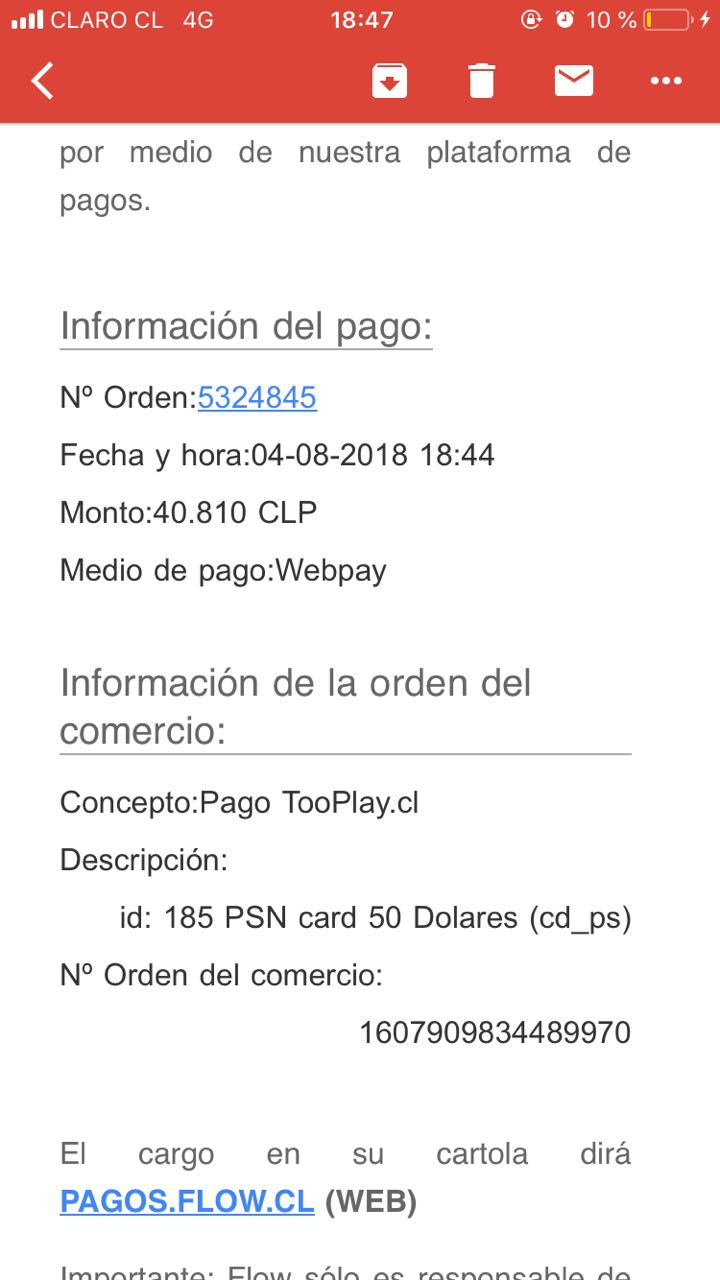 CLARO CL 4G 18:47 10 %
por medio de nuestra plataforma de
pagos.
Información del pago:
Nº Orden:5324845
Fecha y hora:04-08-2018 18:44
Monto:40.810 CLP
Medio de pago:Webpay
Información de la orden del
comercio:
Concepto:Pago TooPlay.cl
Descripción:
id: 185 PSN card 50 Dolares (cd_ps)
Nº Orden del comercio:
1607909834489970
El cargo en su cartola dirá
PAGOS.FLOW.CL (WEB)
Importante: Flow sólo es responsable de